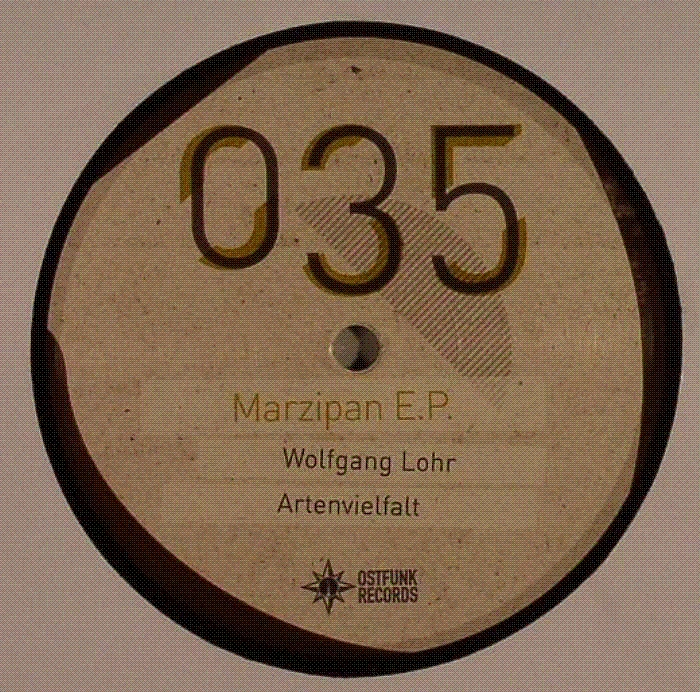 035
Marzipan E.P.
Wolfgang Lohr
Artenvielfalt
OSTFUNK
RECORDS